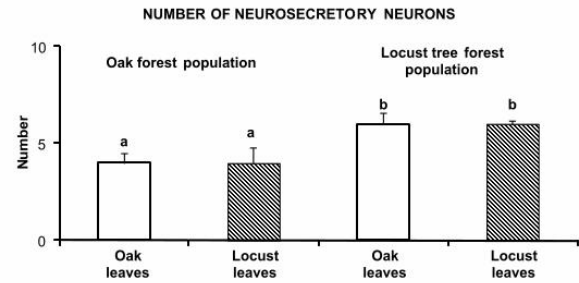 NUMBER OF NEUROSECRETORY NEURONS
10
5
0
Number
Oak forest population
Locust tree forest
population
a
a
b
b
Oak
leaves
Locust
leaves
Oak
leaves
Locust
leaves